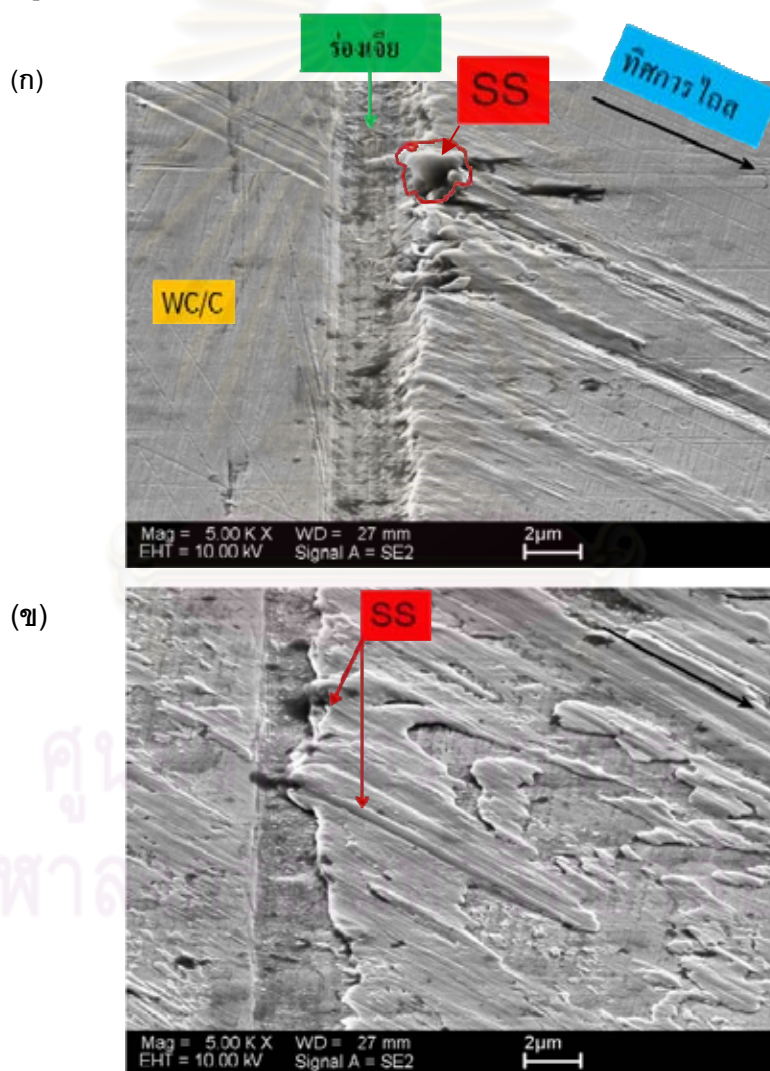 (ก)
ร่องเจีย
SS
ทิศการไถล
WC/C
Mag = 5.00 K X WD = 27 mm 2µm
EHT = 10.00 kV Signal A = SE2
(ข)
SS
Mag = 5.00 K X WD = 27 mm 2µm
EHT = 10.00 kV Signal A = SE2